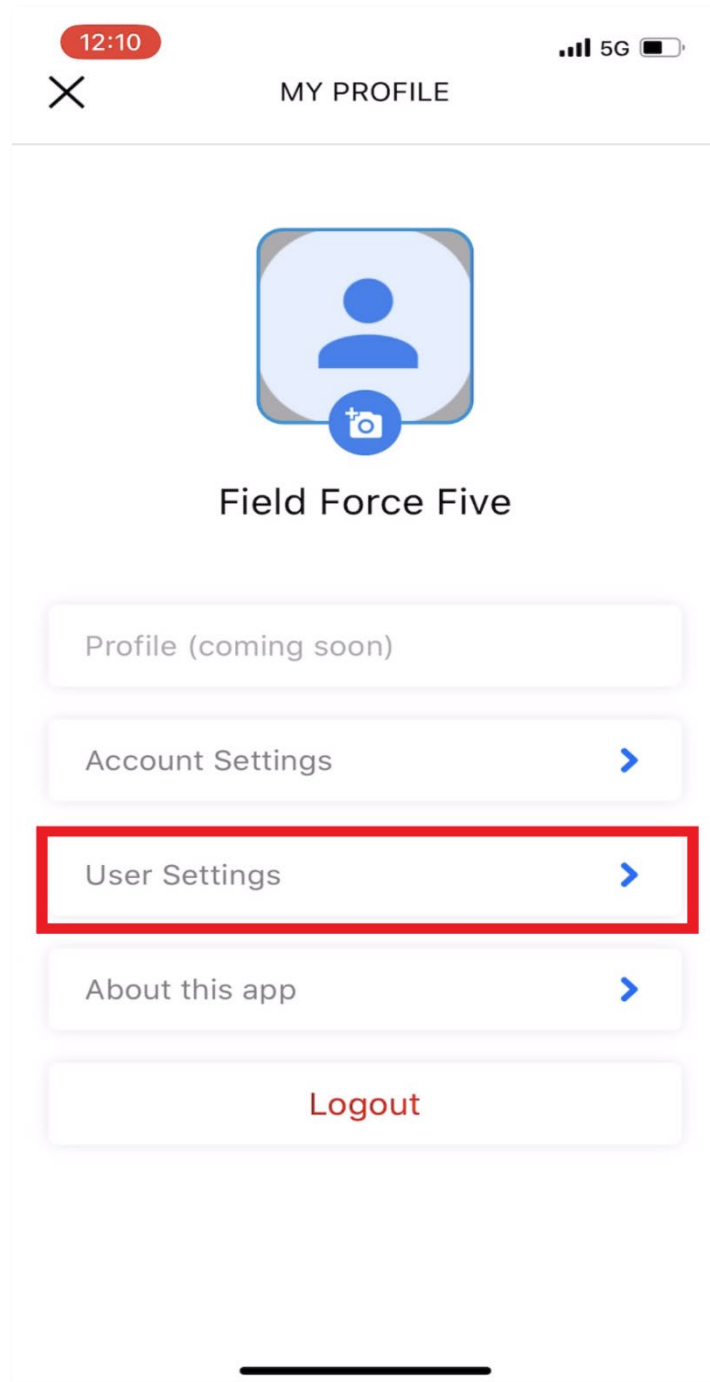 12:10
5G
MY PROFILE
Field Force Five
Profile (coming soon)
Account Settings
User Settings
About this app
Logout